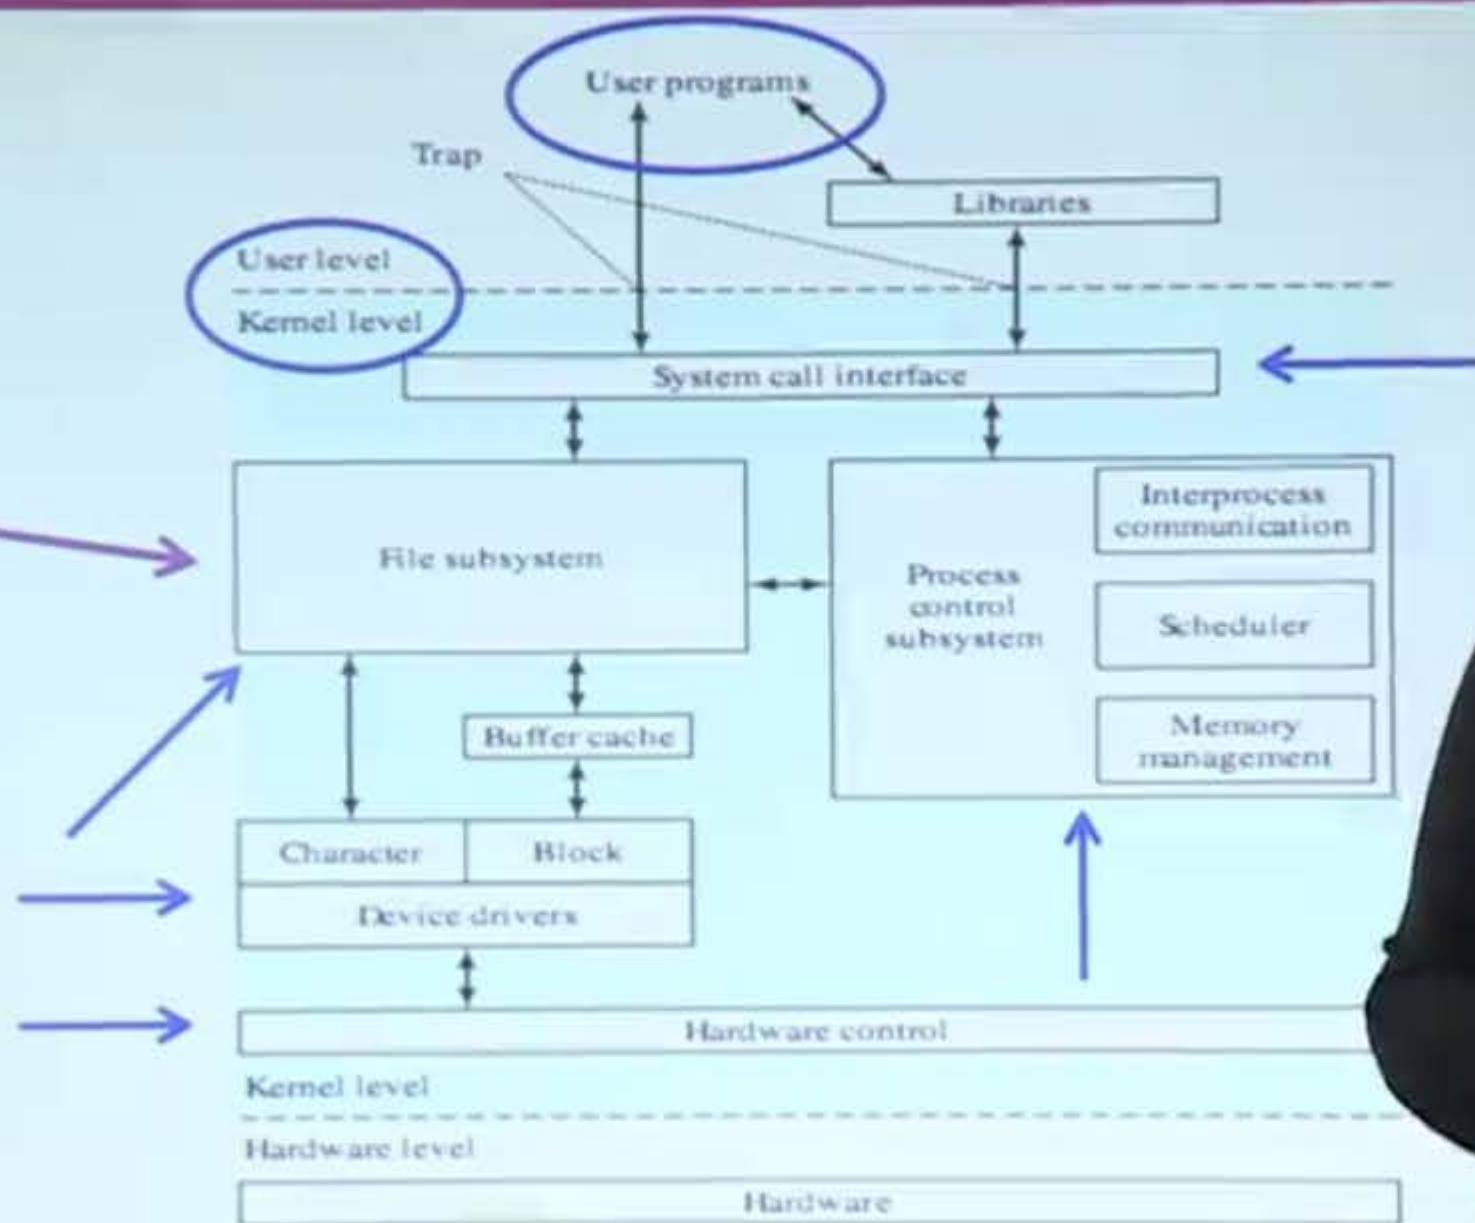 User programs
Trap
Libraries
User level
Kernel level
System call interface
File subsystem
Interprocess
communication
Process
control
subsystem
Scheduler
Memory
management
Buffer cache
Character
Block
Device drivers
Hardware control
Kernel level
Hardware level
Hardware